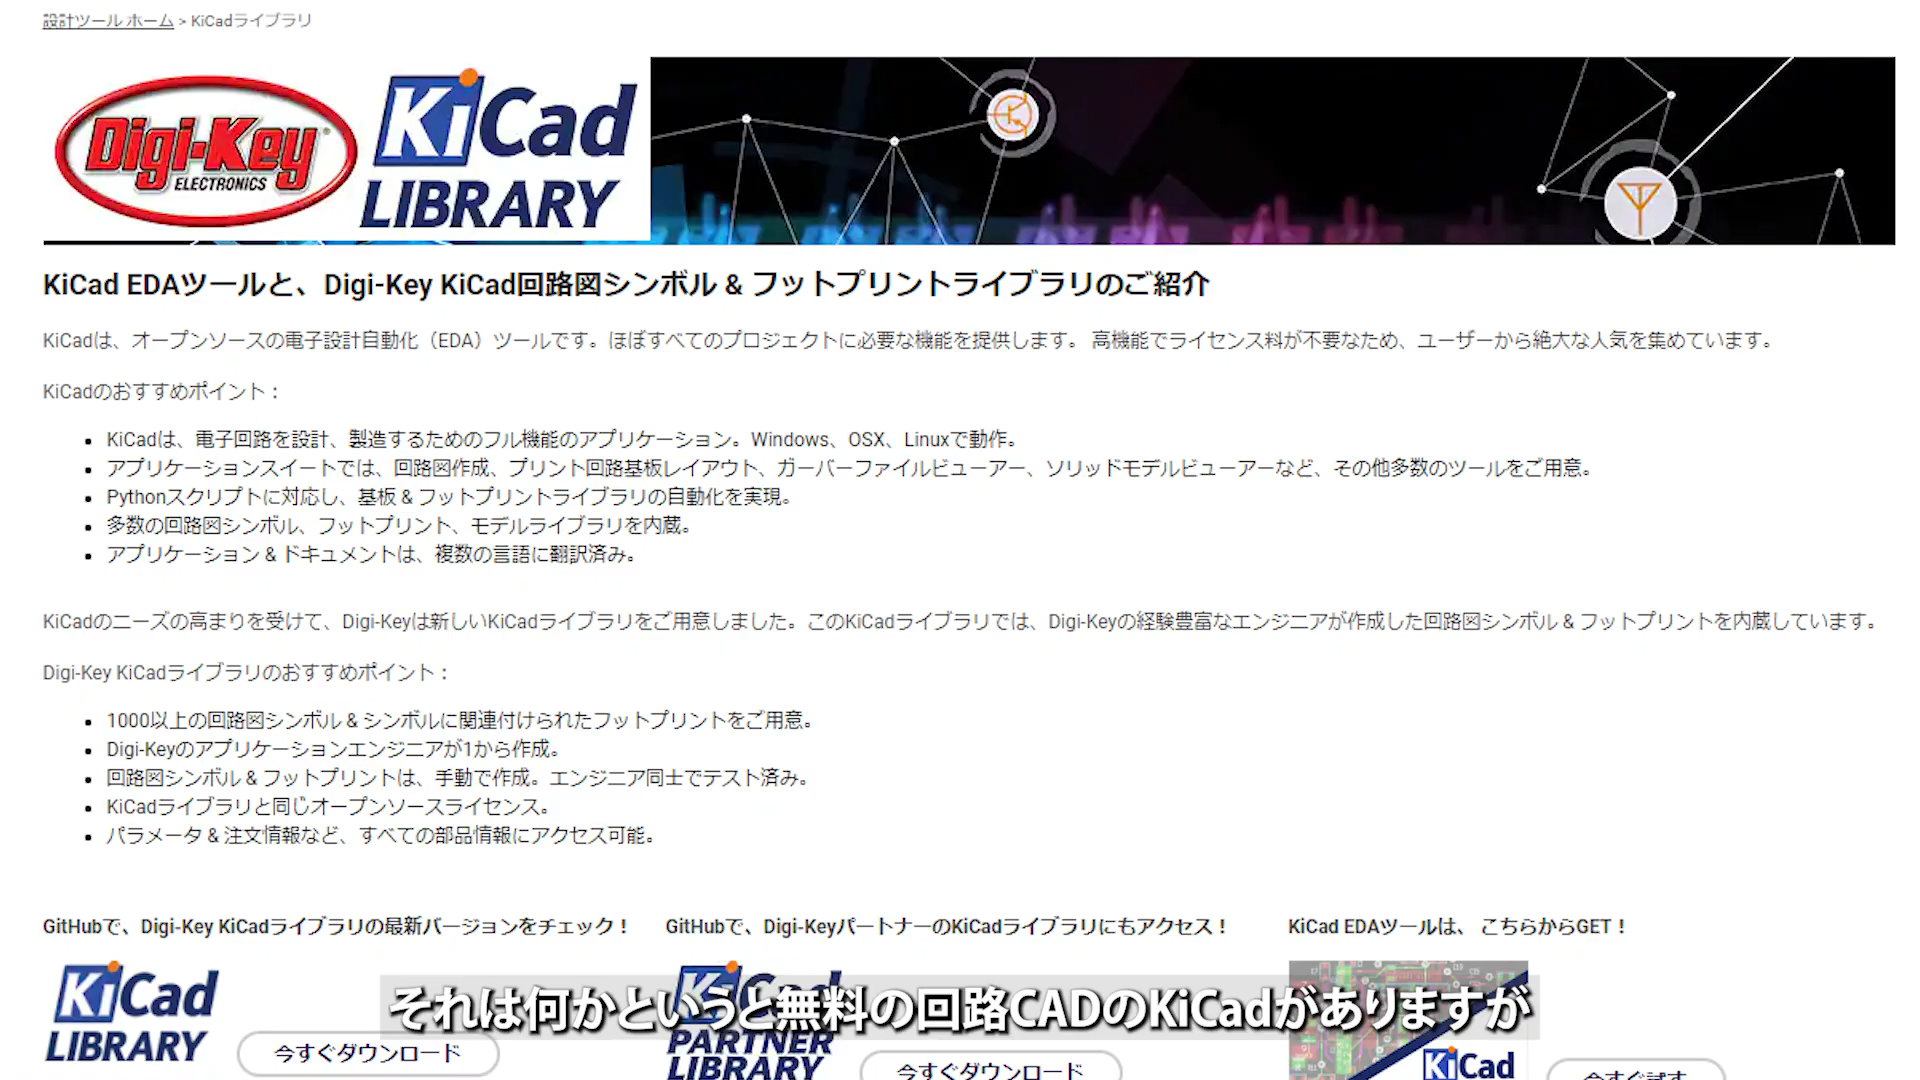 設計ツール ホーム > KiCadライブラリ
Digi-Key®
ELECTRONICS
KiCad
LIBRARY
KiCad EDAツールと、Digi-Key KiCad回路図シンボル & フットプリントライブラリのご紹介
KiCadは、オープンソースの電子設計自動化（EDA）ツールです。ほぼすべてのプロジェクトに必要な機能を提供します。 高機能でライセンス料が不要なため、ユーザーから絶大な人気を集めています。
KiCadのおすすめポイント：
• KiCadは、電子回路を設計、製造するためのフル機能のアプリケーション。Windows、OSX、Linuxで動作。
• アプリケーションスイートでは、回路図作成、プリント回路基板レイアウト、ガーバーファイルビューアー、ソリッドモデルビューアーなど、その他多数のツールをご用意。
• Pythonスクリプトに対応し、基板 & フットプリントライブラリの自動化を実現。
• 多数の回路図シンボル、フットプリント、モデルライブラリを内蔵。
• アプリケーション & ドキュメントは、複数の言語に翻訳済み。
KiCadのニーズの高まりを受けて、Digi-Keyは新しいKiCadライブラリをご用意しました。このKiCadライブラリでは、Digi-Keyの経験豊富なエンジニアが作成した回路図シンボル & フットプリントを内蔵しています。
Digi-Key KiCadライブラリのおすすめポイント：
• 1000以上の回路図シンボル & シンボルに関連付けられたフットプリントをご用意。
• Digi-Keyのアプリケーションエンジニアが1から作成。
• 回路図シンボル & フットプリントは、手動で作成。エンジニア同士でテスト済み。
• KiCadライブラリと同じオープンソースライセンス。
• パラメータ & 注文情報など、すべての部品情報にアクセス可能。
GitHubで、Digi-Key KiCadライブラリの最新バージョンをチェック！
GitHubで、Digi-KeyパートナーのKiCadライブラリにもアクセス！
KiCad EDAツールは、 こちらからGET！
KiCad
LIBRARY
今すぐダウンロード
KiCad
PARTNER
LIBRARY
今すぐダウンロード
KiCad
今すぐ試す
それは何かというと無料の回路CADのKiCadがありますが